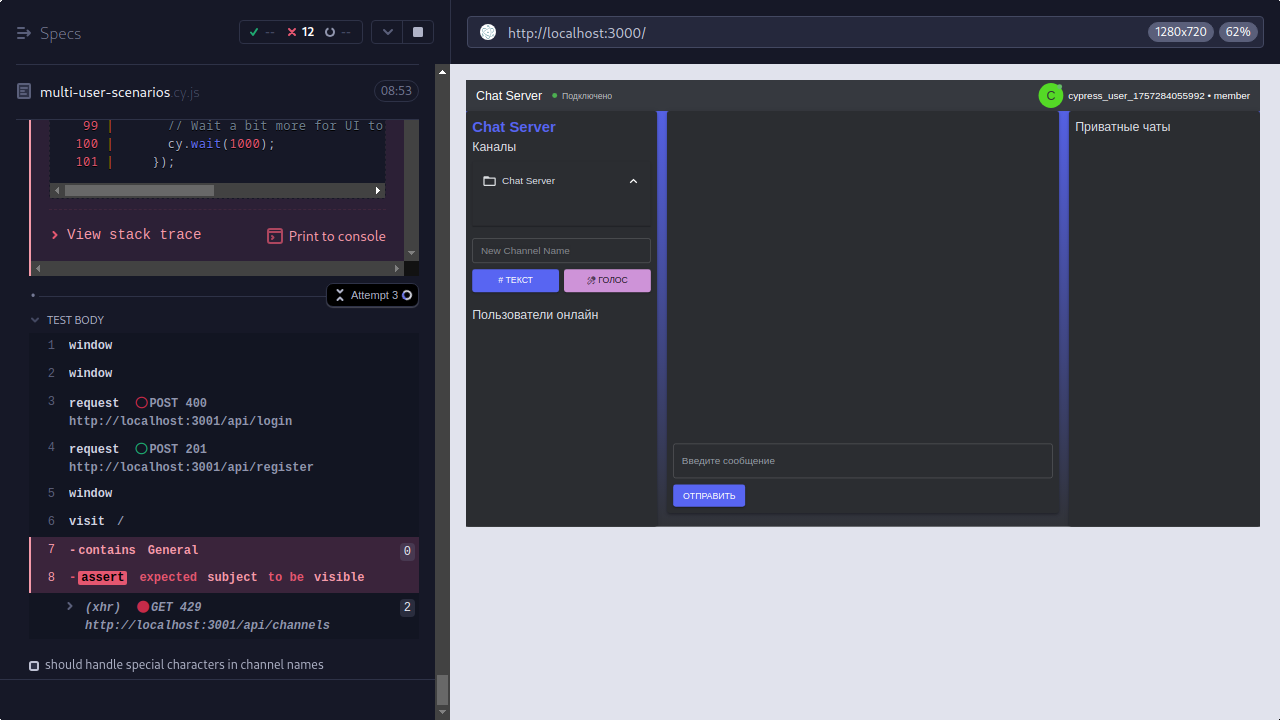 Specs
-- 12 --
multi-user-scenarios.cy.js
08:53
99 | // Wait a bit more for UI to
100 | cy.wait(1000);
101 | });
View stack trace
Print to console
Attempt 3
TEST BODY
1 window
2 window
3 request POST 400
http://localhost:3001/api/login
4 request POST 201
http://localhost:3001/api/register
5 window
6 visit /
7 -contains General 0
8 -assert expected subject to be visible
(xhr) GET 429 2
http://localhost:3001/api/channels
should handle special characters in channel names
http://localhost:3000/
1280x720
62%
Chat Server
Подключено
C
cypress_user_1757284055992 • member
Chat Server
Каналы
Chat Server
New Channel Name
# ТЕКСТ
🎤 ГОЛОС
Пользователи онлайн
Введите сообщение
ОТПРАВИТЬ
Приватные чаты